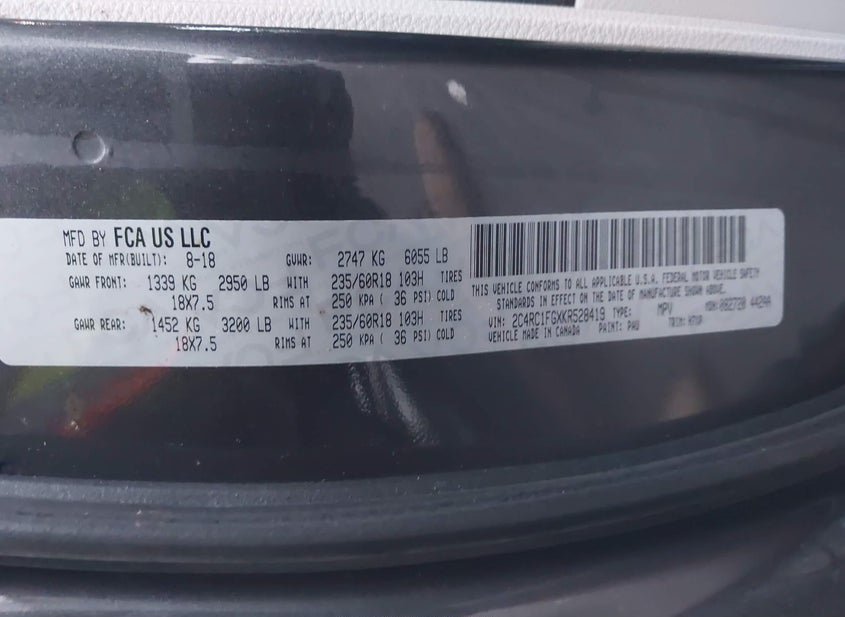 MFD BY FCA US LLC
DATE OF MFR(BUILT): 8-18 GVWR: 2747 KG 6055 LB
GAWR FRONT: 1339 KG 2950 LB WITH 235/60R18 103H TIRES
18X7.5 RIMS AT 250 KPA ( 36 PSI) COLD
GAWR REAR: 1452 KG 3200 LB WITH 235/60R18 103H TIRES
18X7.5 RIMS AT 250 KPA ( 36 PSI) COLD
THIS VEHICLE CONFORMS TO ALL APPLICABLE U.S.A. FEDERAL MOTOR VEHICLE SAFETY
STANDARDS IN EFFECT ON THE DATE OF MANUFACTURE SHOWN ABOVE.
VIN: 2C4RC1FGXKR528419 TYPE: MPV MDH: 082720 442AA
VEHICLE MADE IN CANADA PAINT: PAU TRIM: